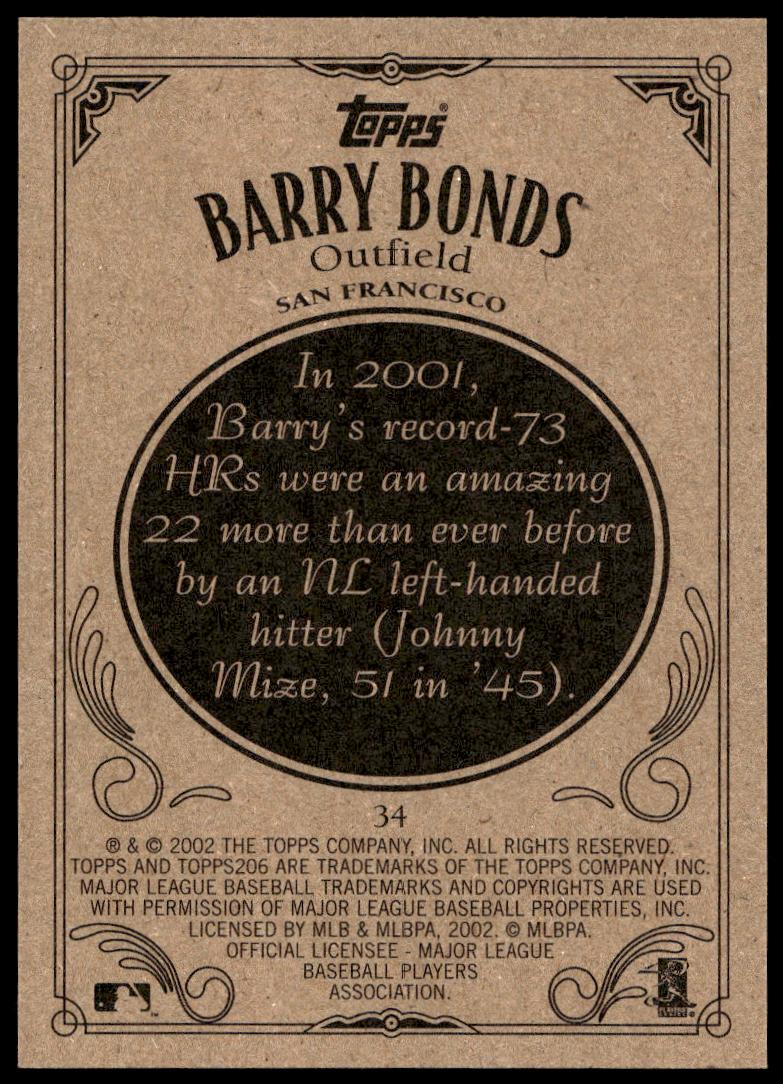 topps®
BARRY BONDS
Outfield
SAN FRANCISCO
In 2001,
Barry's record-73
HRs were an amazing
22 more than ever before
by an NL left-handed
hitter (Johnny
Mize, 51 in '45).
34
® & © 2002 THE TOPPS COMPANY, INC. ALL RIGHTS RESERVED.
TOPPS AND TOPPS206 ARE TRADEMARKS OF THE TOPPS COMPANY, INC.
MAJOR LEAGUE BASEBALL TRADEMARKS AND COPYRIGHTS ARE USED
WITH PERMISSION OF MAJOR LEAGUE BASEBALL PROPERTIES, INC.
LICENSED BY MLB & MLBPA, 2002. © MLBPA.
OFFICIAL LICENSEE - MAJOR LEAGUE
BASEBALL PLAYERS
ASSOCIATION.